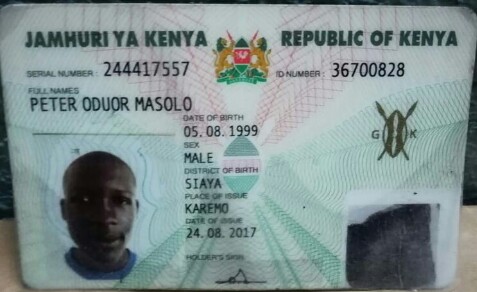 JAMHURI YA KENYA REPUBLIC OF KENYA
SERIAL NUMBER: 244417557 ID NUMBER: 36700828
FULL NAMES
PETER ODUOR MASOLO
DATE OF BIRTH
05. 08. 1999
SEX
MALE
G K
DISTRICT OF BIRTH
SIAYA
PLACE OF ISSUE
KAREMO
DATE OF ISSUE
24. 08. 2017
HOLDER'S SIGN